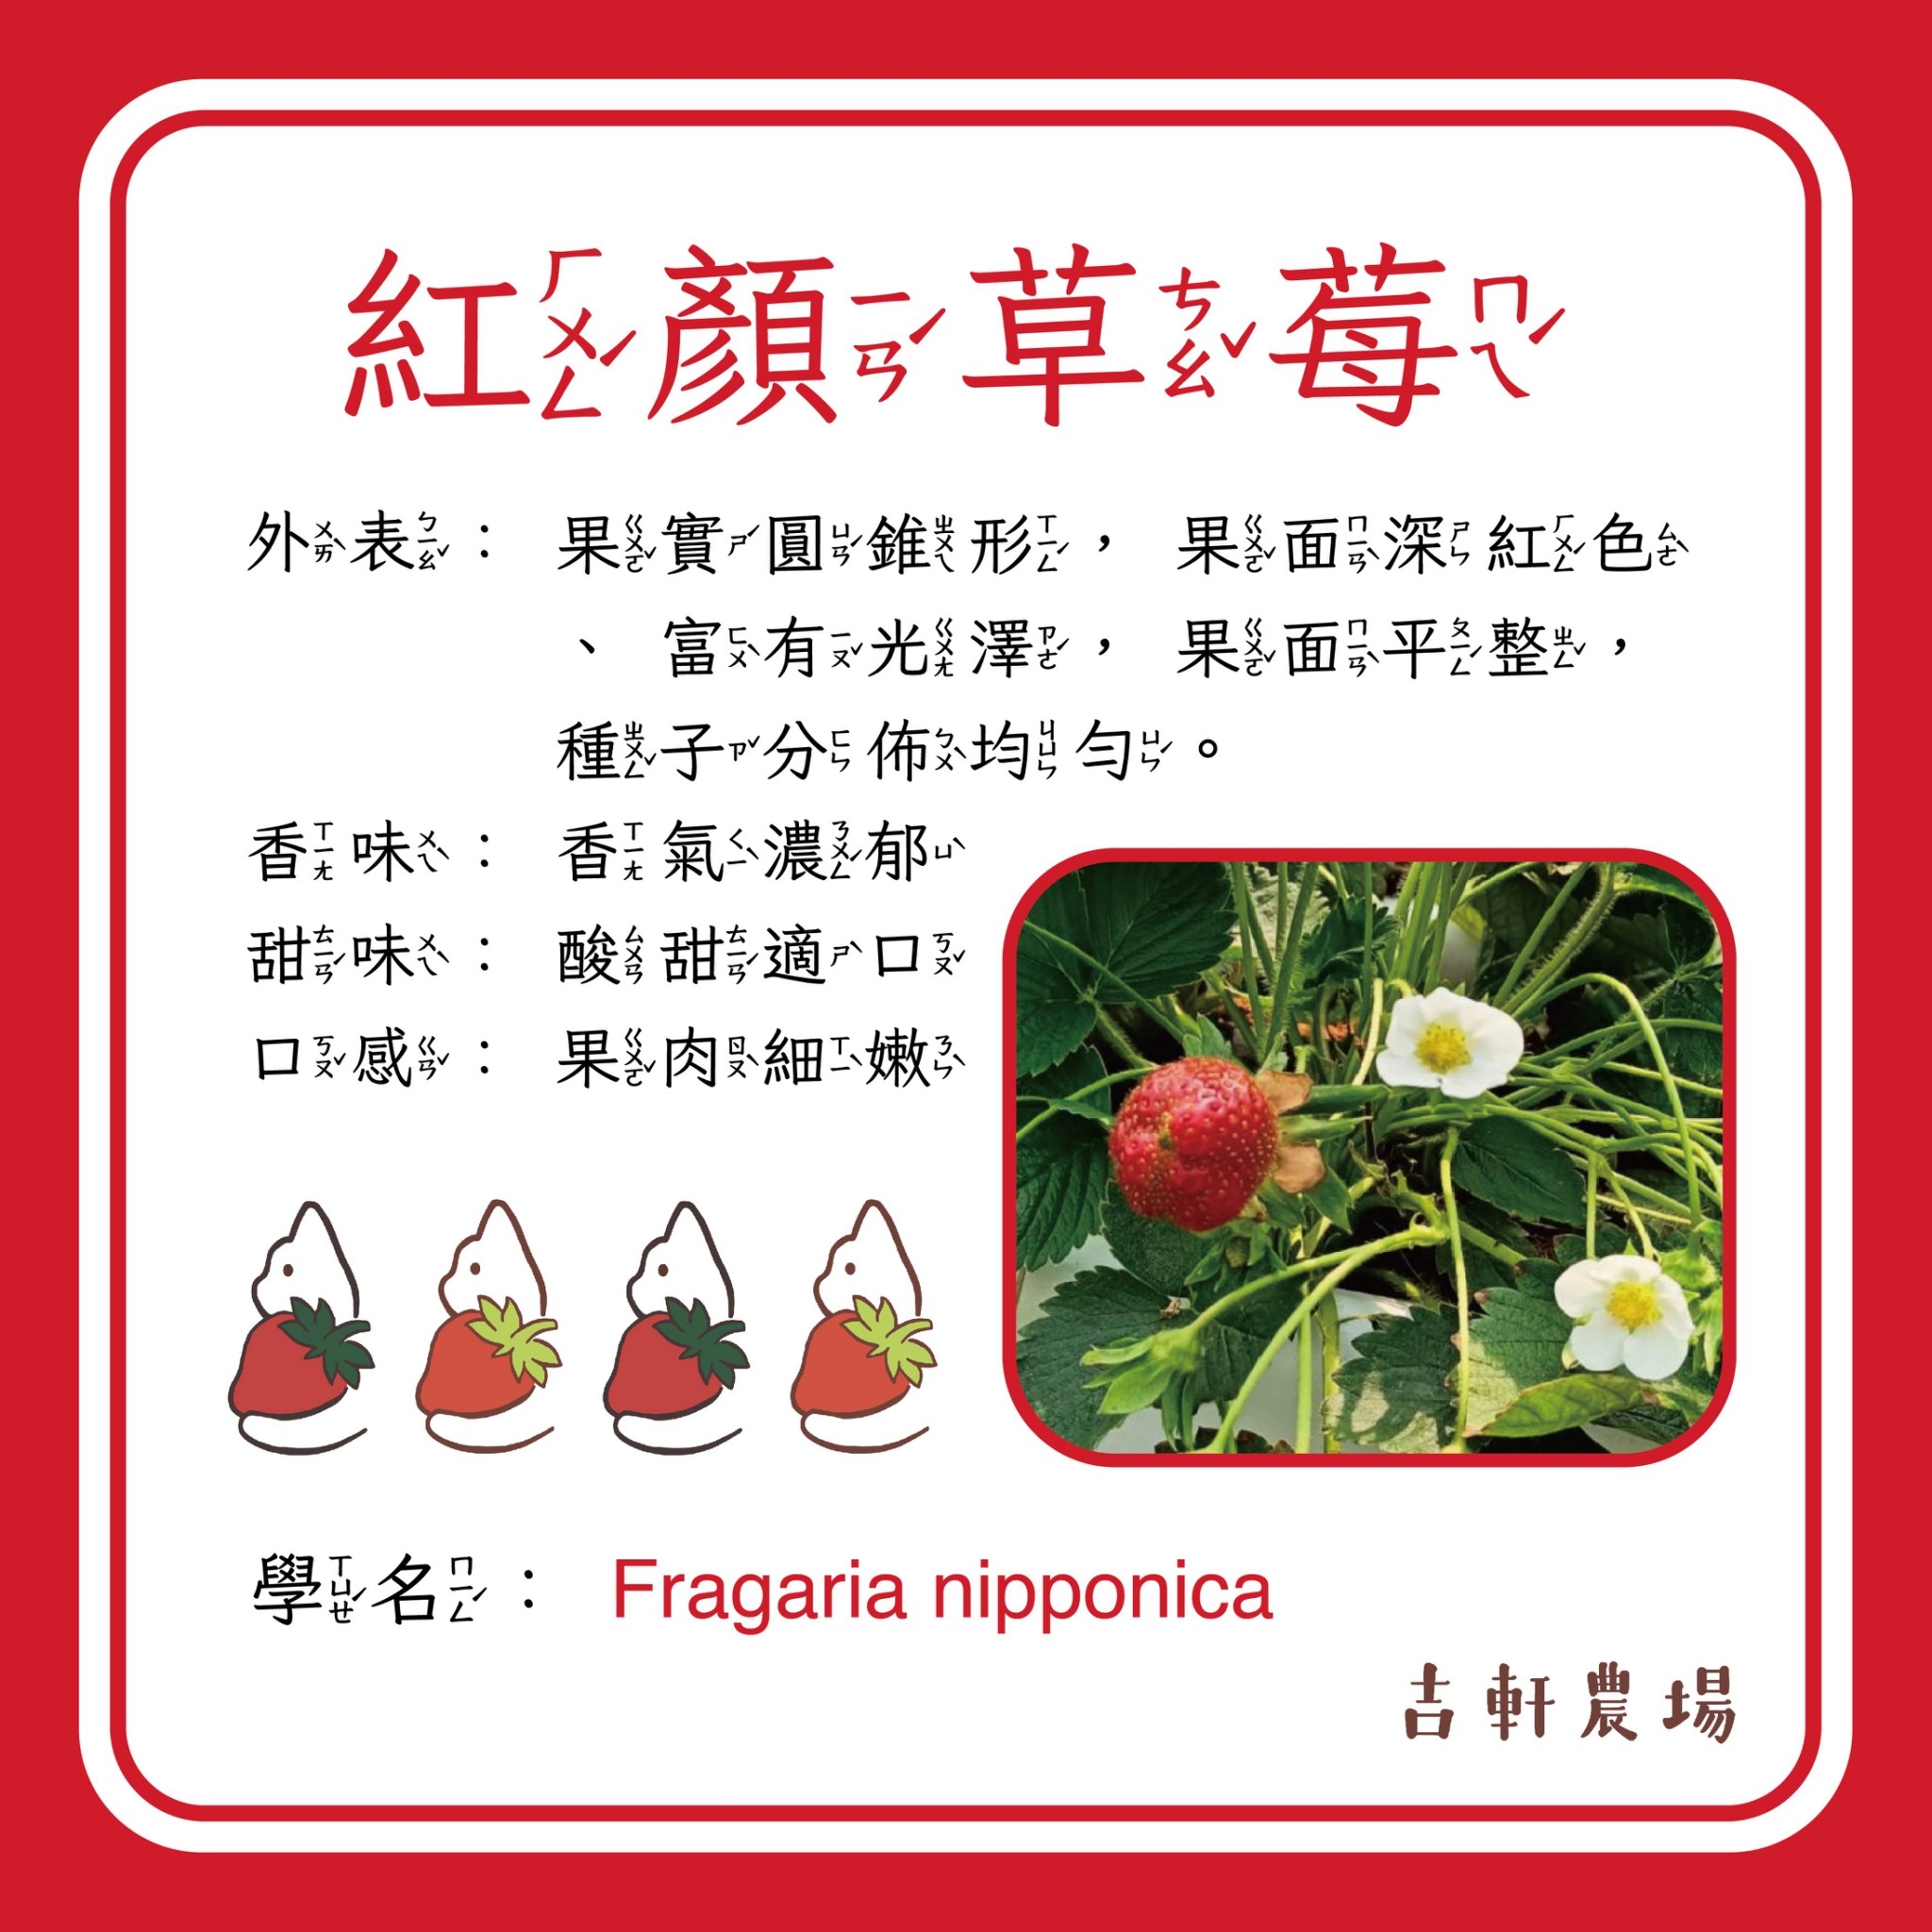 紅顏草莓
外表： 果實圓錐形， 果面深紅色
、 富有光澤， 果面平整，
種子分佈均勻。
香味： 香氣濃郁
甜味： 酸甜適口
口感： 果肉細嫩
學名： Fragaria nipponica
吉軒農場